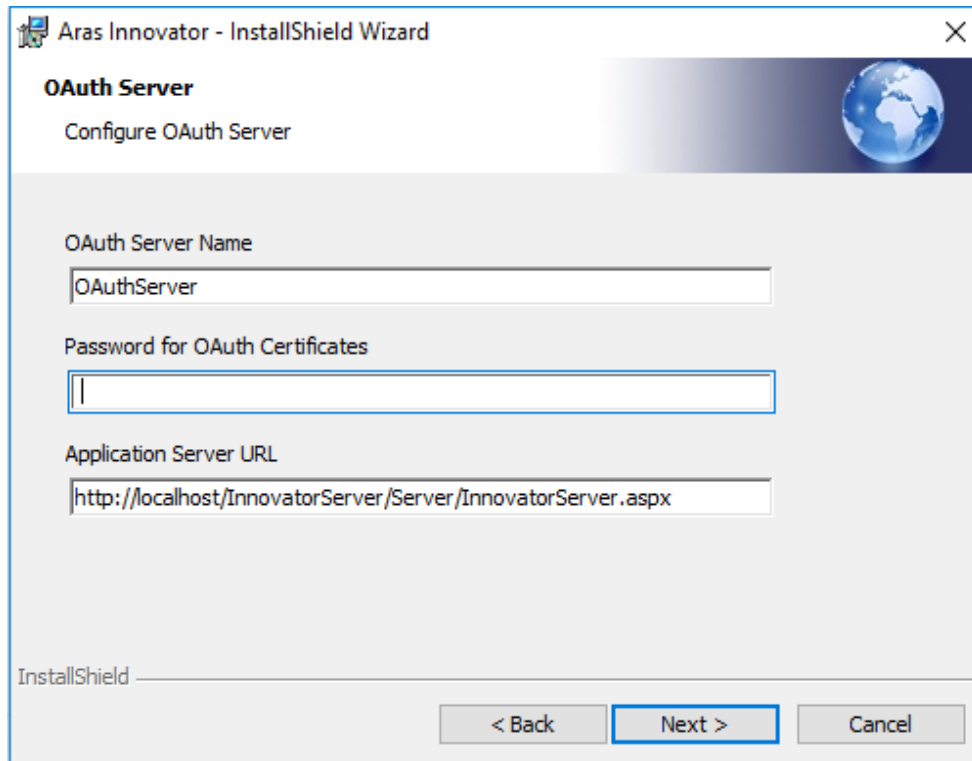 Aras Innovator - InstallShield Wizard
OAuth Server
Configure OAuth Server
OAuth Server Name
OAuthServer
Password for OAuth Certificates
Application Server URL
http://localhost/InnovatorServer/Server/InnovatorServer.aspx
InstallShield
< Back Next > Cancel